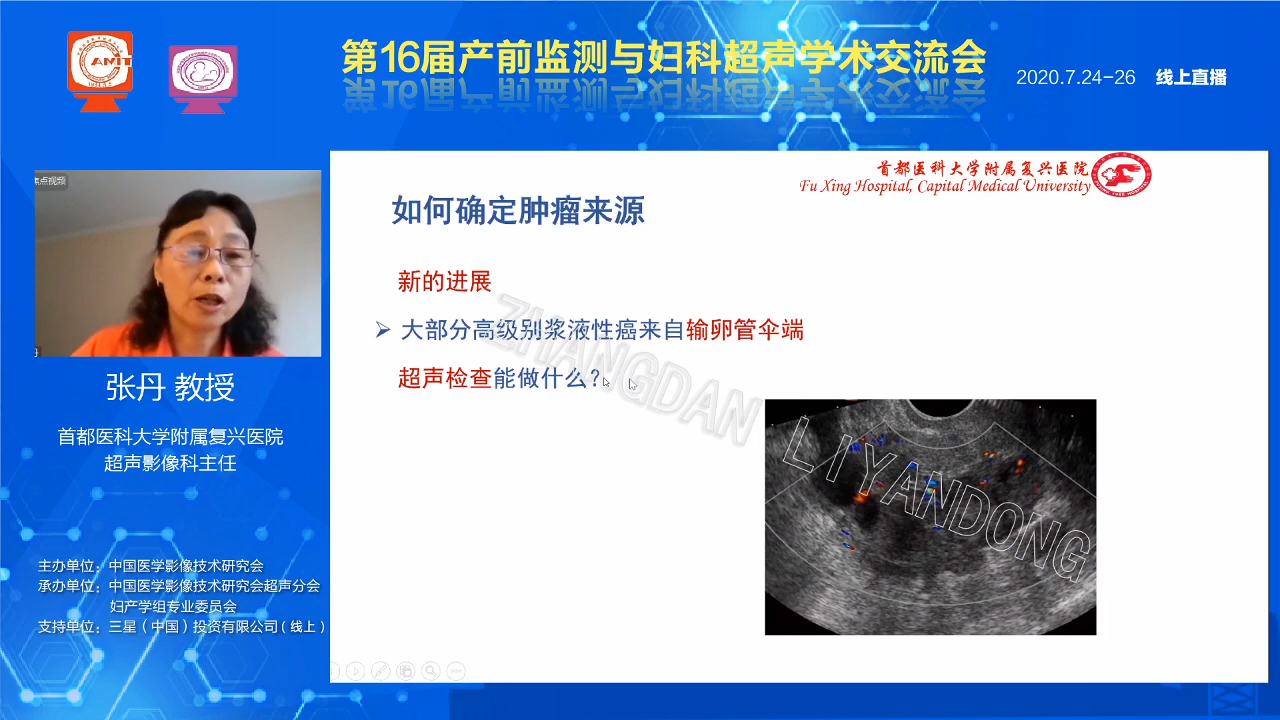 第16届产前监测与妇科超声学术交流会
2020.7.24-26 线上直播
CAMIT
焦点视频
张丹 教授
首都医科大学附属复兴医院
超声影像科主任
主办单位：中国医学影像技术研究会
承办单位：中国医学影像技术研究会超声分会
妇产学组专业委员会
支持单位：三星（中国）投资有限公司（线上）
首都医科大学附属复兴医院
Fu Xing Hospital, Capital Medical University
如何确定肿瘤来源
新的进展
➢ 大部分高级别浆液性癌来自输卵管伞端
超声检查能做什么？
ZHANGDAN
LIYANDONG